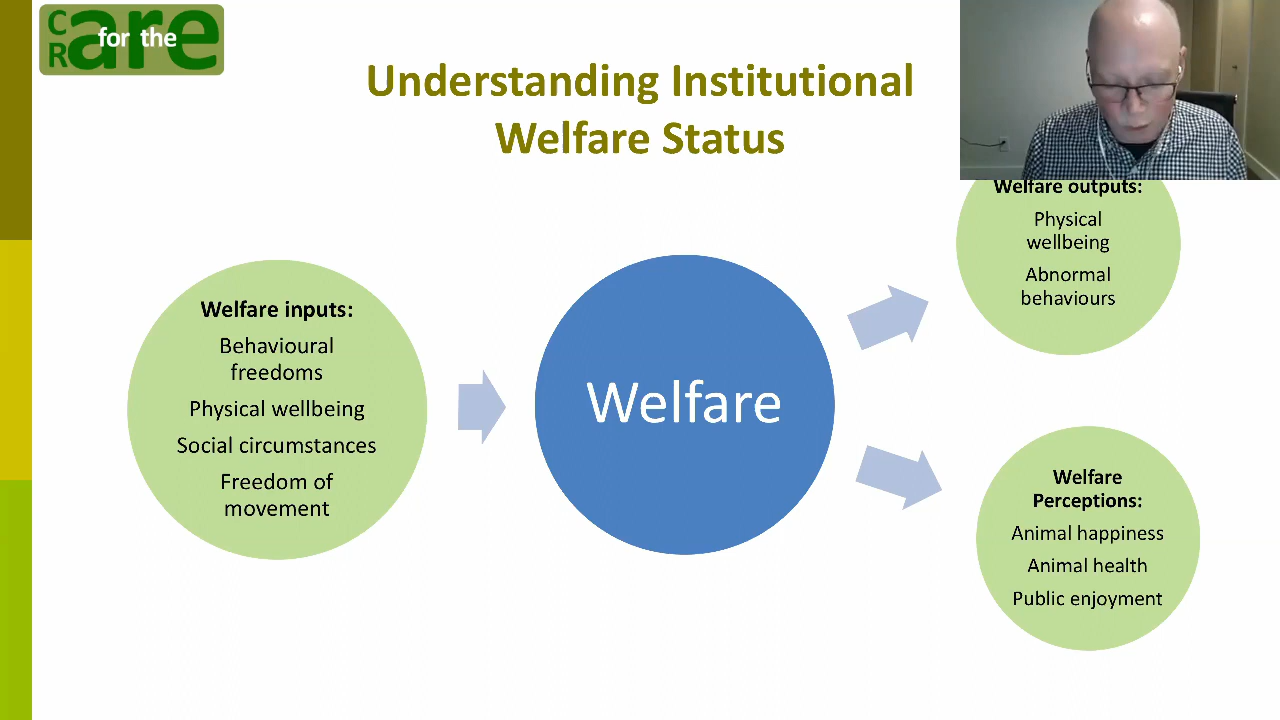 C are
R
for the
Understanding Institutional
Welfare Status
Welfare inputs:
Behavioural
freedoms
Physical wellbeing
Social circumstances
Freedom of
movement
Welfare
Welfare outputs:
Physical
wellbeing
Abnormal
behaviours
Welfare
Perceptions:
Animal happiness
Animal health
Public enjoyment